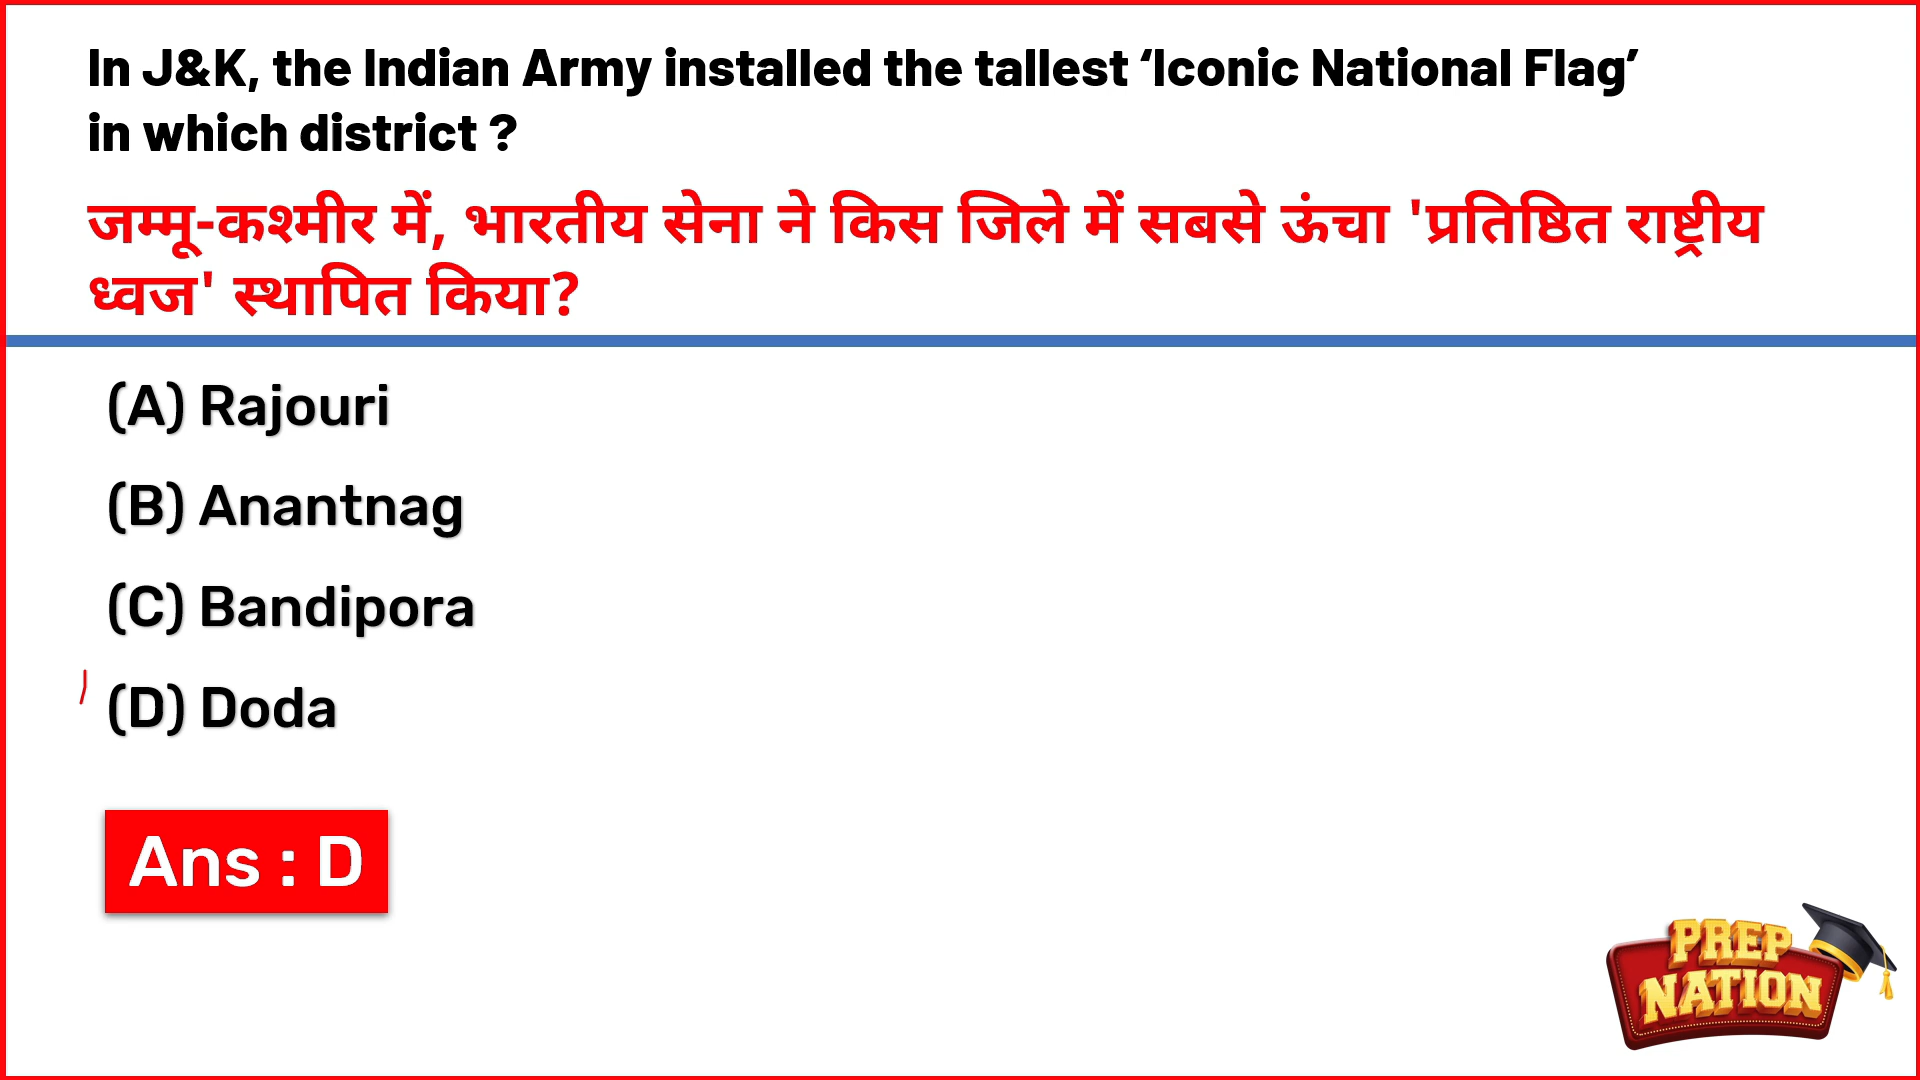 In J&K, the Indian Army installed the tallest ‘Iconic National Flag’
in which district ?
जम्मू-कश्मीर में, भारतीय सेना ने किस जिले में सबसे ऊंचा 'प्रतिष्ठित राष्ट्रीय
ध्वज' स्थापित किया?
(A) Rajouri
(B) Anantnag
(C) Bandipora
(D) Doda
Ans : D
PREP
NATION